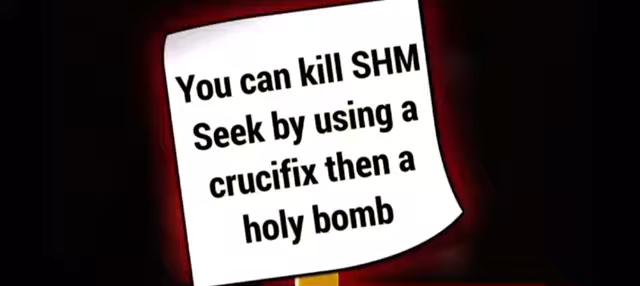 You can kill SHM
Seek by using a
crucifix then a
holy bomb